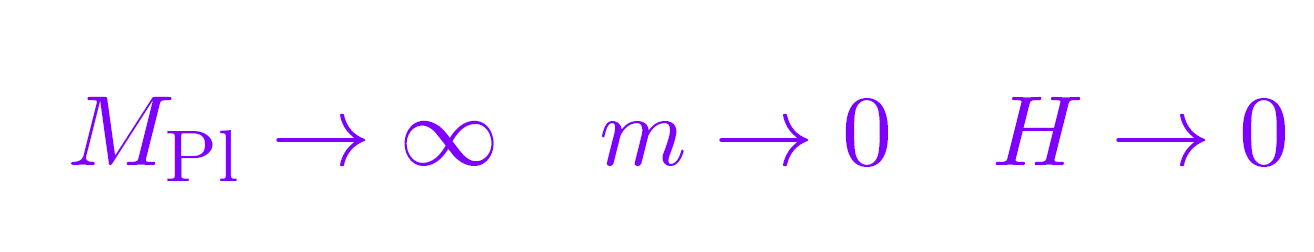 M_Pl → ∞   m → 0   H → 0